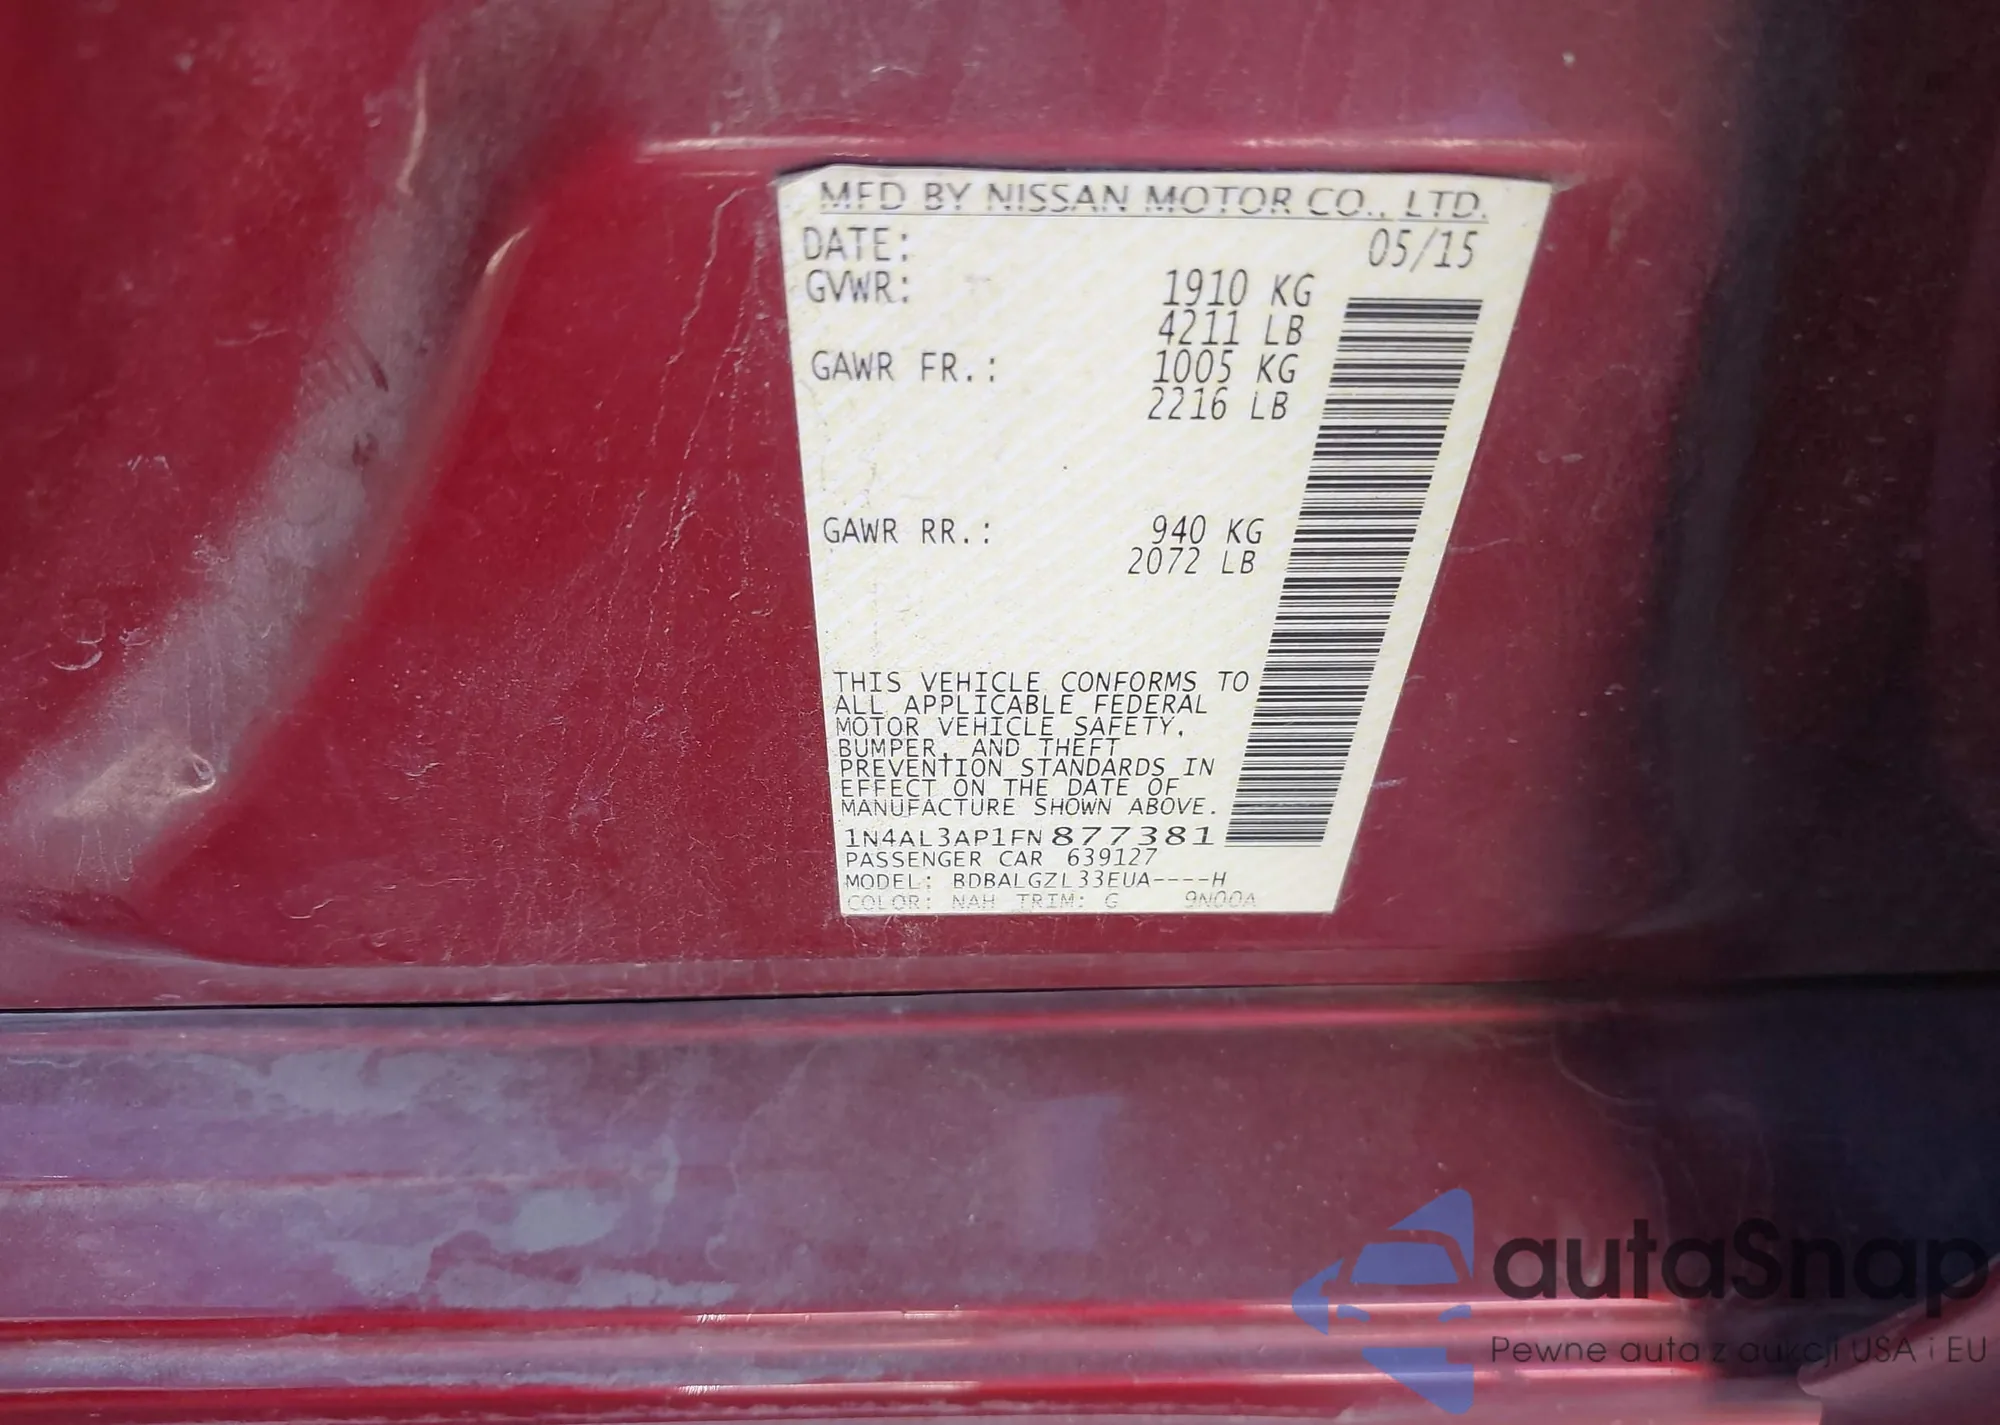 MFD BY NISSAN MOTOR CO., LTD.
DATE: 05/15
GVWR: 1910 KG
4211 LB
GAWR FR.: 1005 KG
2216 LB
GAWR RR.: 940 KG
2072 LB
THIS VEHICLE CONFORMS TO
ALL APPLICABLE FEDERAL
MOTOR VEHICLE SAFETY,
BUMPER, AND THEFT
PREVENTION STANDARDS IN
EFFECT ON THE DATE OF
MANUFACTURE SHOWN ABOVE.
1N4AL3AP1FN877381
PASSENGER CAR 639127
MODEL: BDBALGZL33EUA----H
COLOR: NAH TRIM: G 9N00A
autaSnap
Pewne auta z aukcji USA i EU